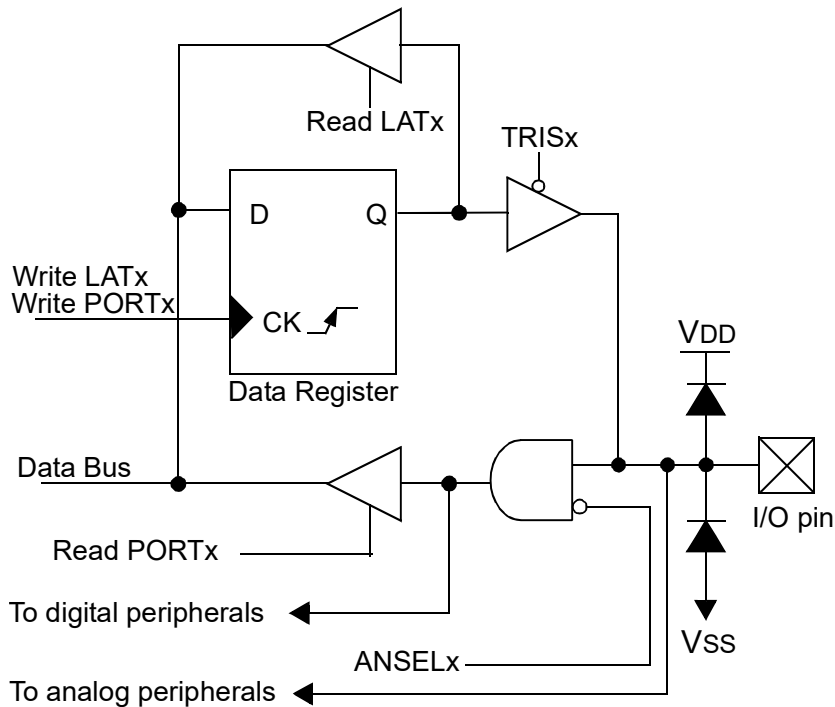 Read LATx
TRISx
D
Q
Write LATx
Write PORTx
CK
VDD
Data Register
Data Bus
I/O pin
Read PORTx
To digital peripherals
VSS
ANSELx
To analog peripherals